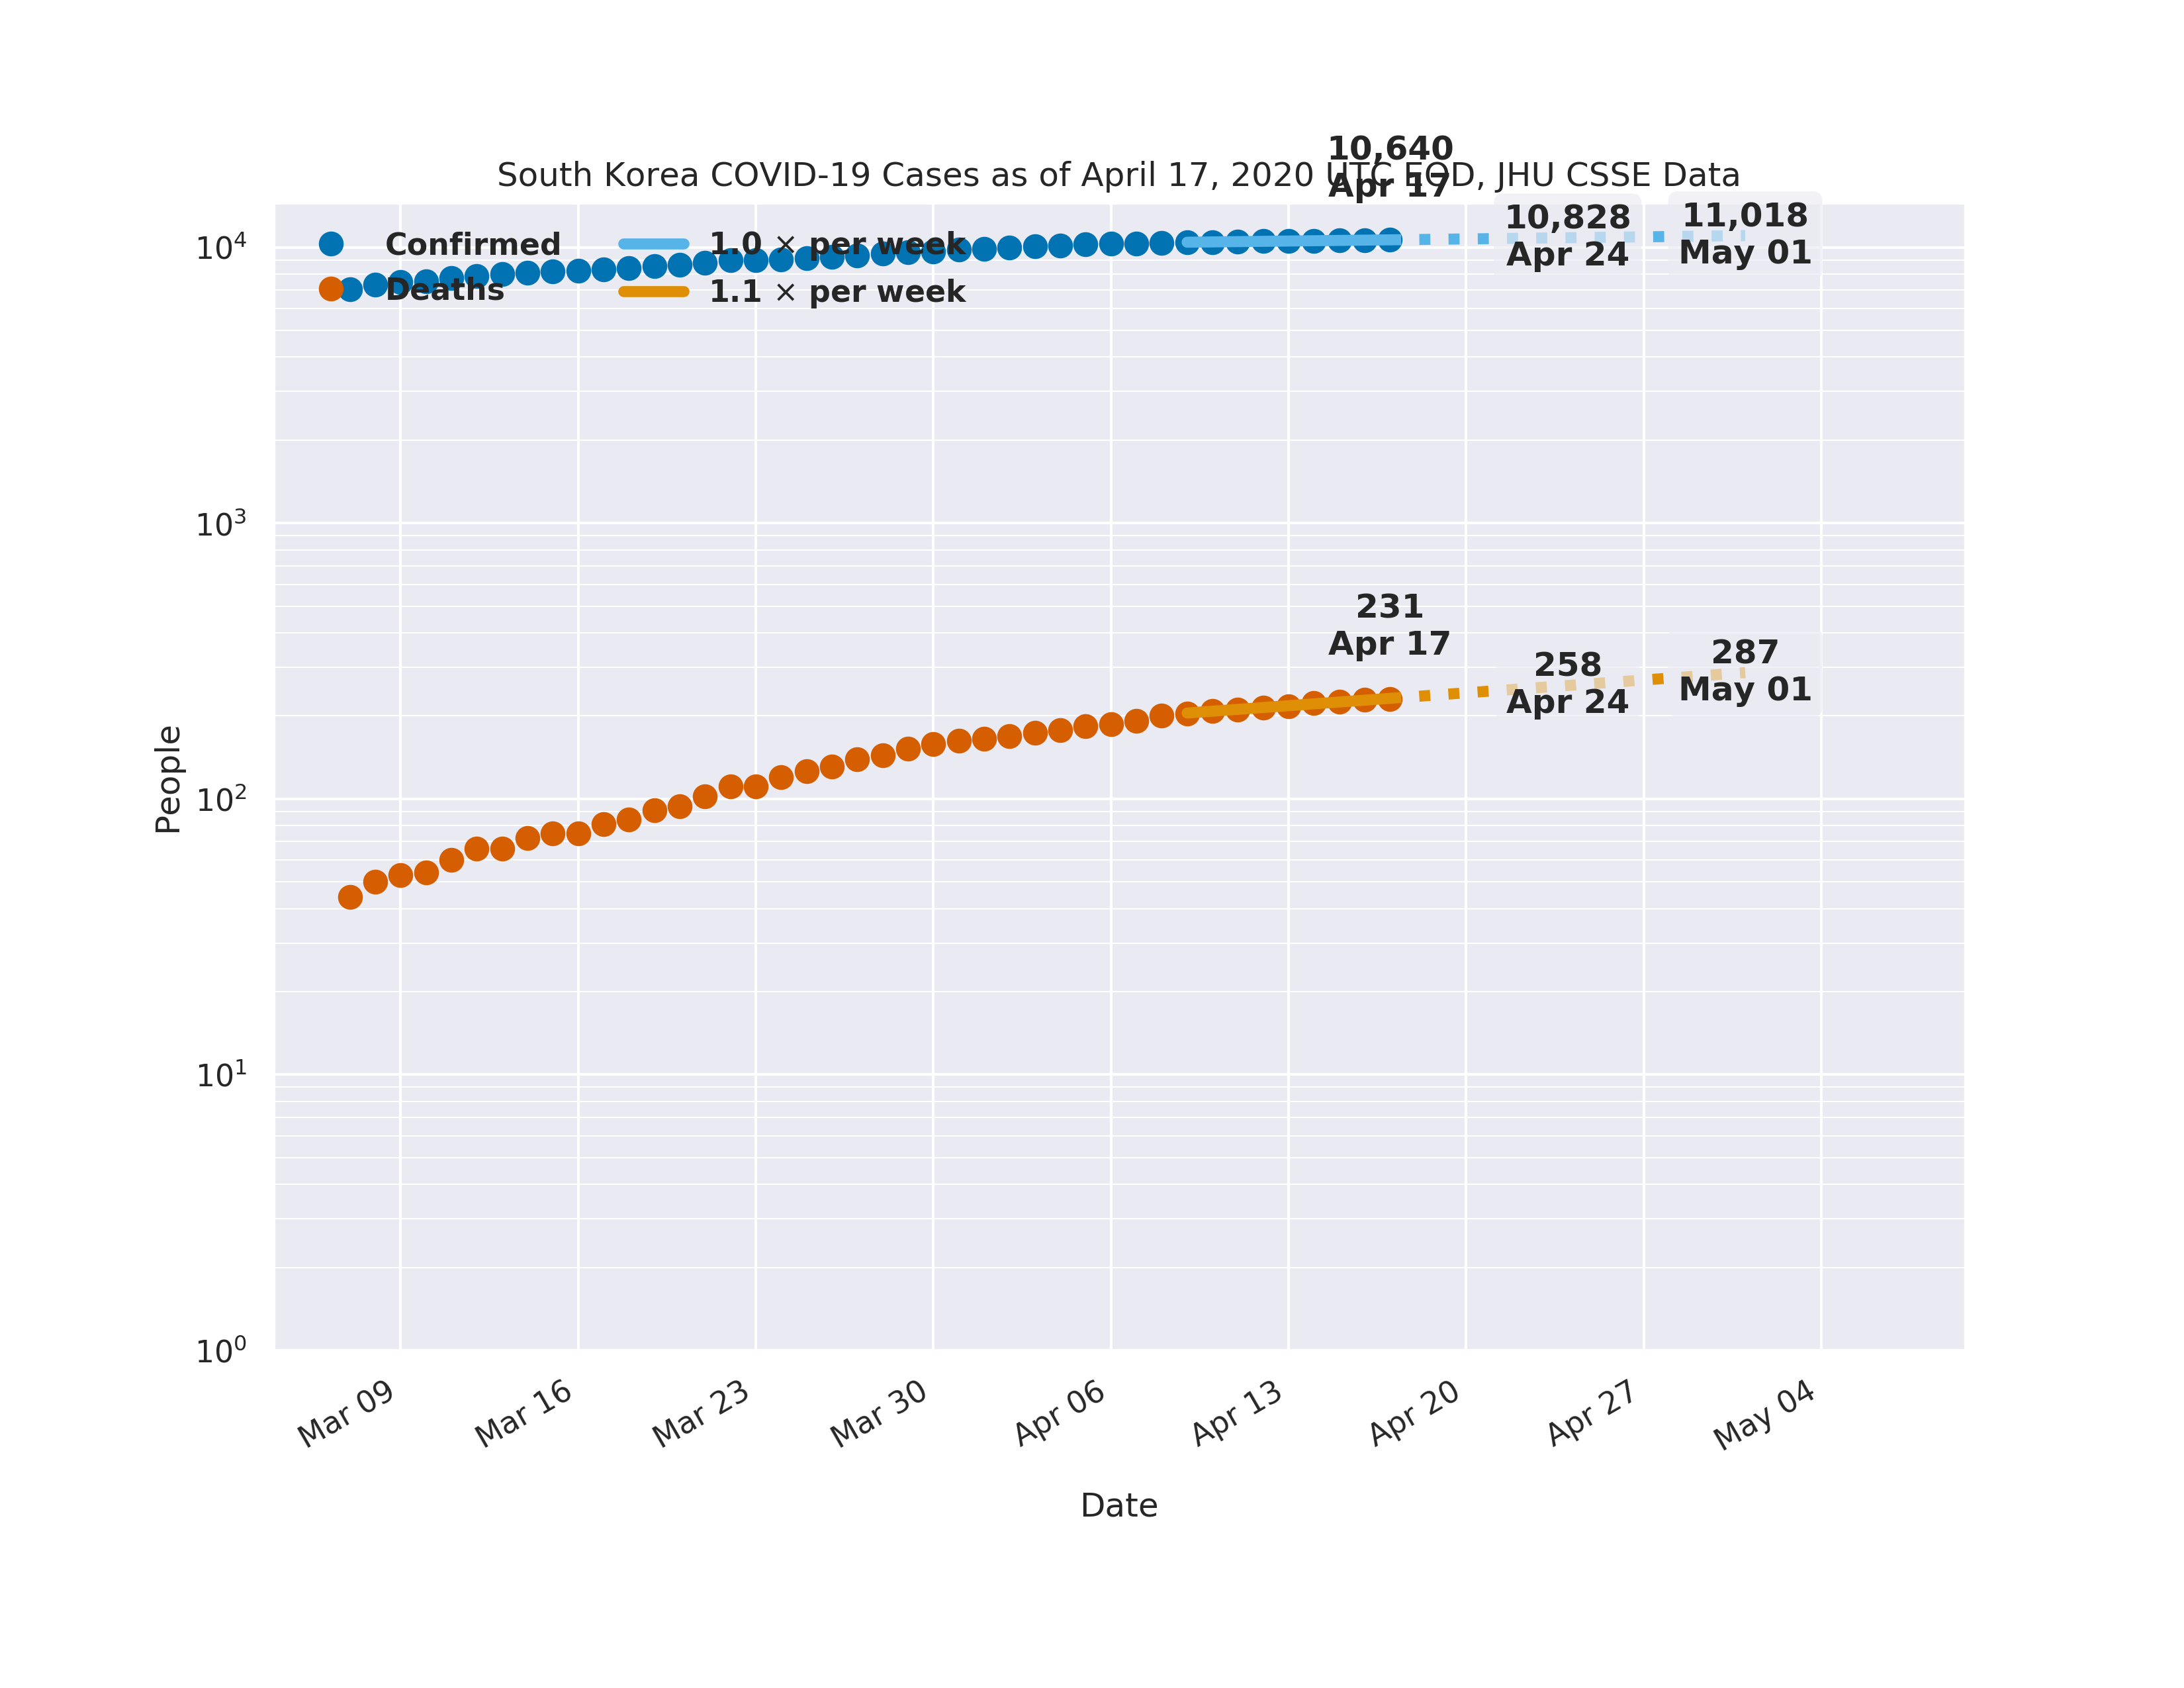 10,640
Apr 17
South Korea COVID-19 Cases as of April 17, 2020 UTC EOD, JHU CSSE Data
10,828
Apr 24
11,018
May 01
Confirmed
Deaths
1.0 × per week
1.1 × per week
10⁴
10³
10²
10¹
10⁰
People
231
Apr 17
258
Apr 24
287
May 01
Mar 09
Mar 16
Mar 23
Mar 30
Apr 06
Apr 13
Apr 20
Apr 27
May 04
Date